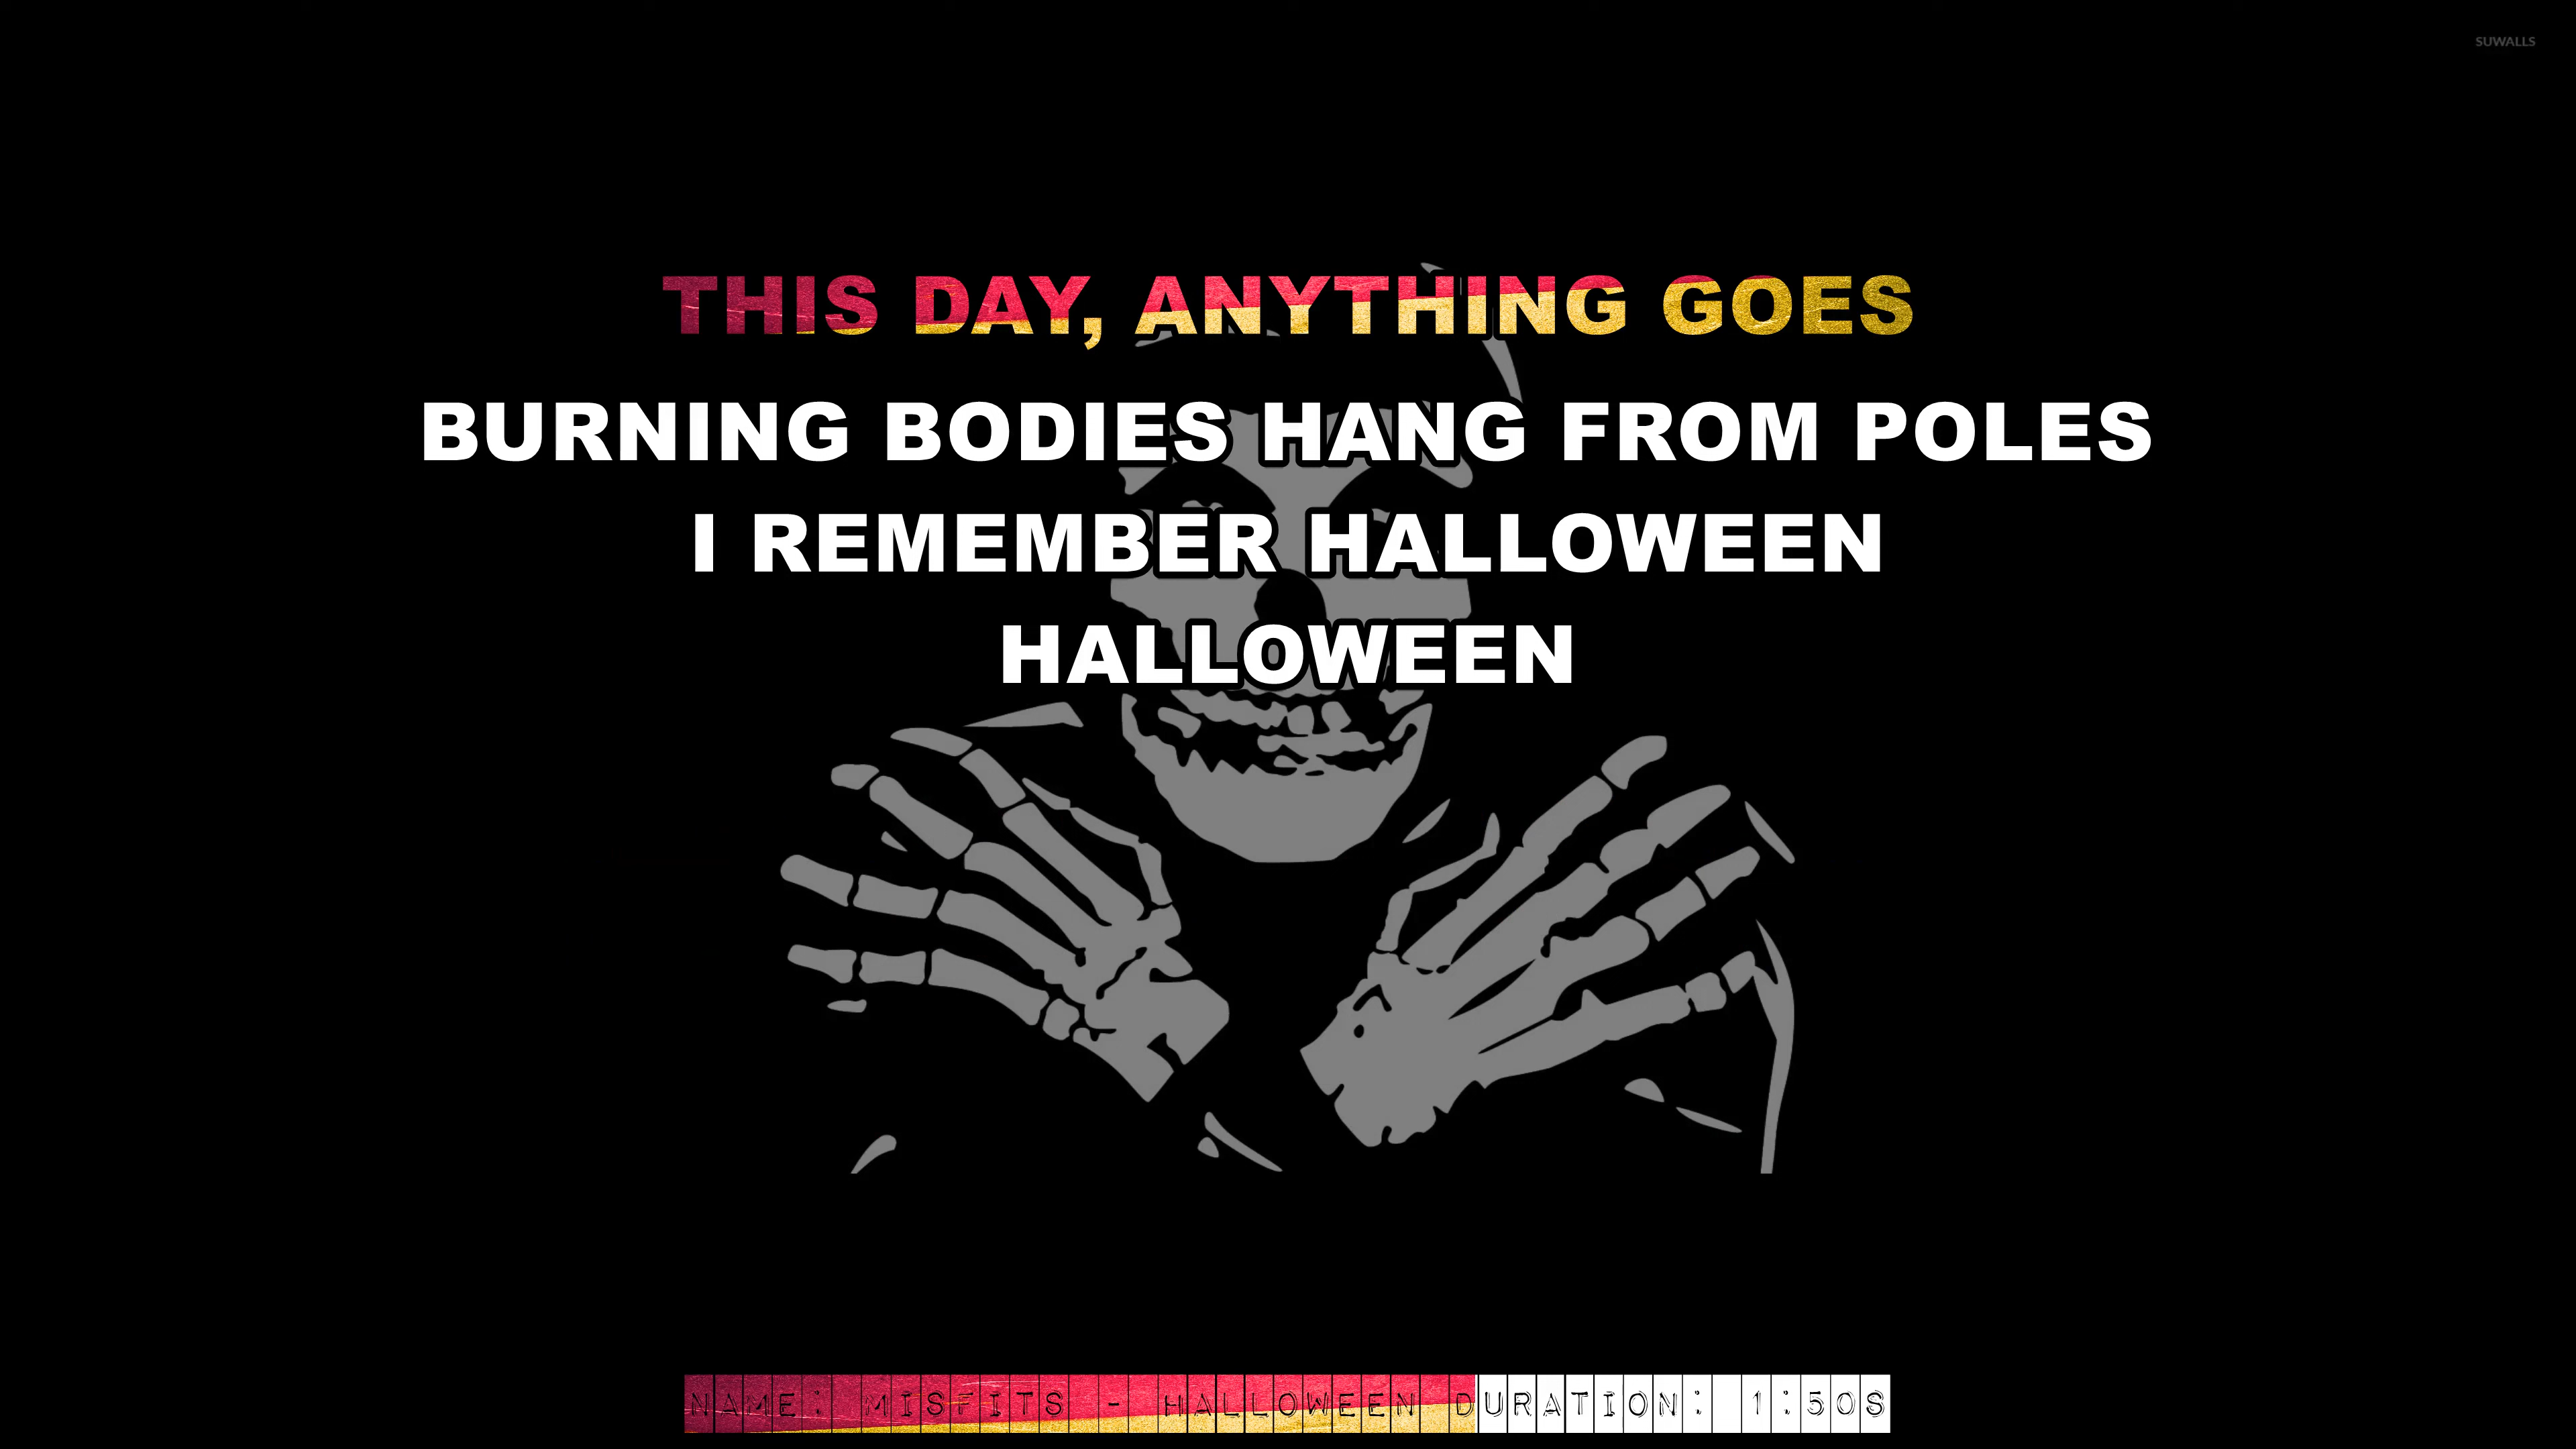 SUWALLS
THIS DAY, ANYTHING GOES
BURNING BODIES HANG FROM POLES
I REMEMBER HALLOWEEN
HALLOWEEN
NAME: MISFITS - HALLOWEEN DURATION: 1:50S